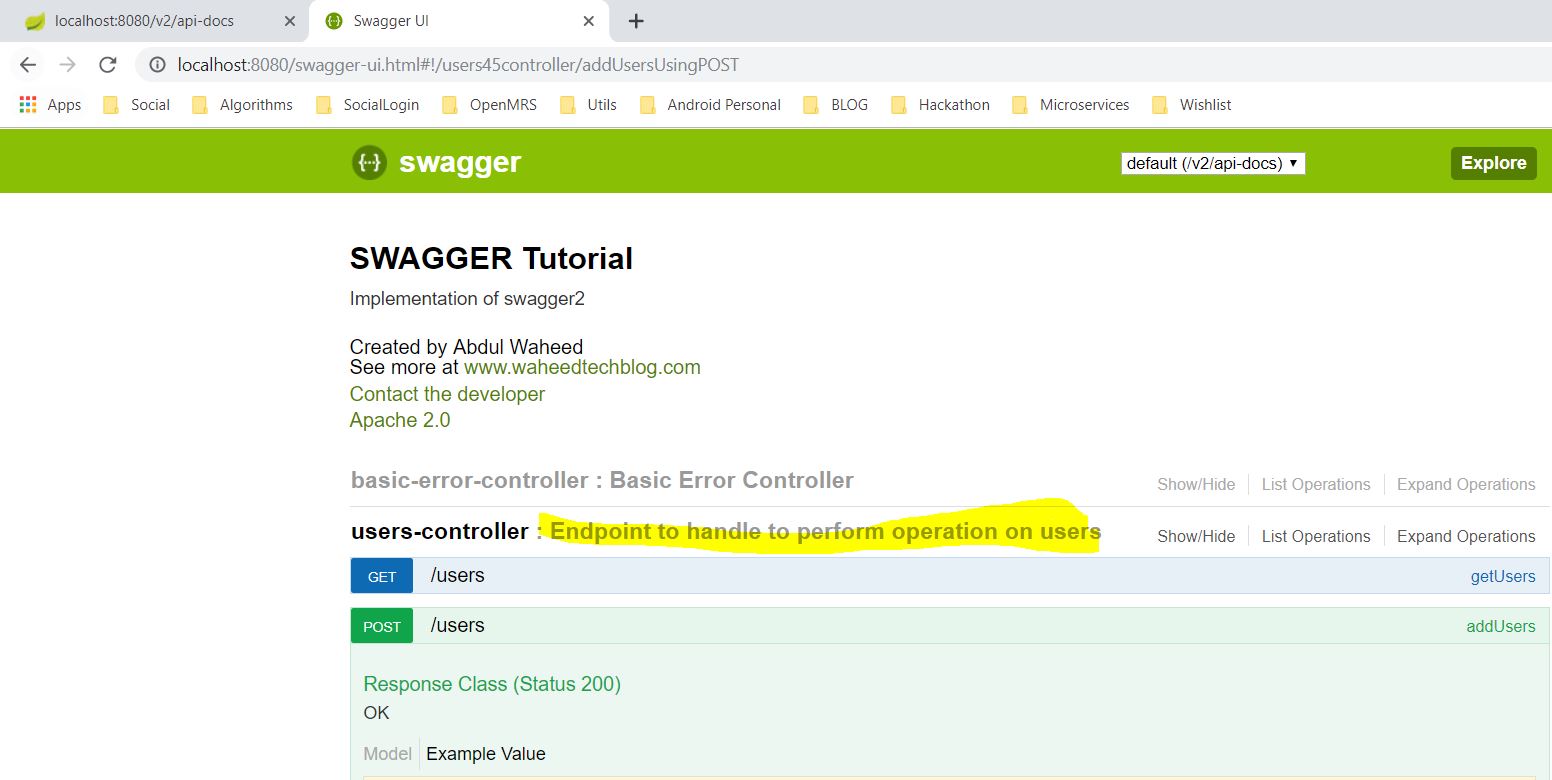 localhost:8080/v2/api-docs Swagger UI
localhost:8080/swagger-ui.html#!/users45controller/addUsersUsingPOST
Apps Social Algorithms SocialLogin OpenMRS Utils Android Personal BLOG Hackathon Microservices Wishlist
{···} swagger default (/v2/api-docs) Explore
SWAGGER Tutorial
Implementation of swagger2
Created by Abdul Waheed
See more at www.waheedtechblog.com
Contact the developer
Apache 2.0
basic-error-controller : Basic Error Controller Show/Hide List Operations Expand Operations
users-controller : Endpoint to handle to perform operation on users Show/Hide List Operations Expand Operations
GET /users getUsers
POST /users addUsers
Response Class (Status 200)
OK
Model Example Value